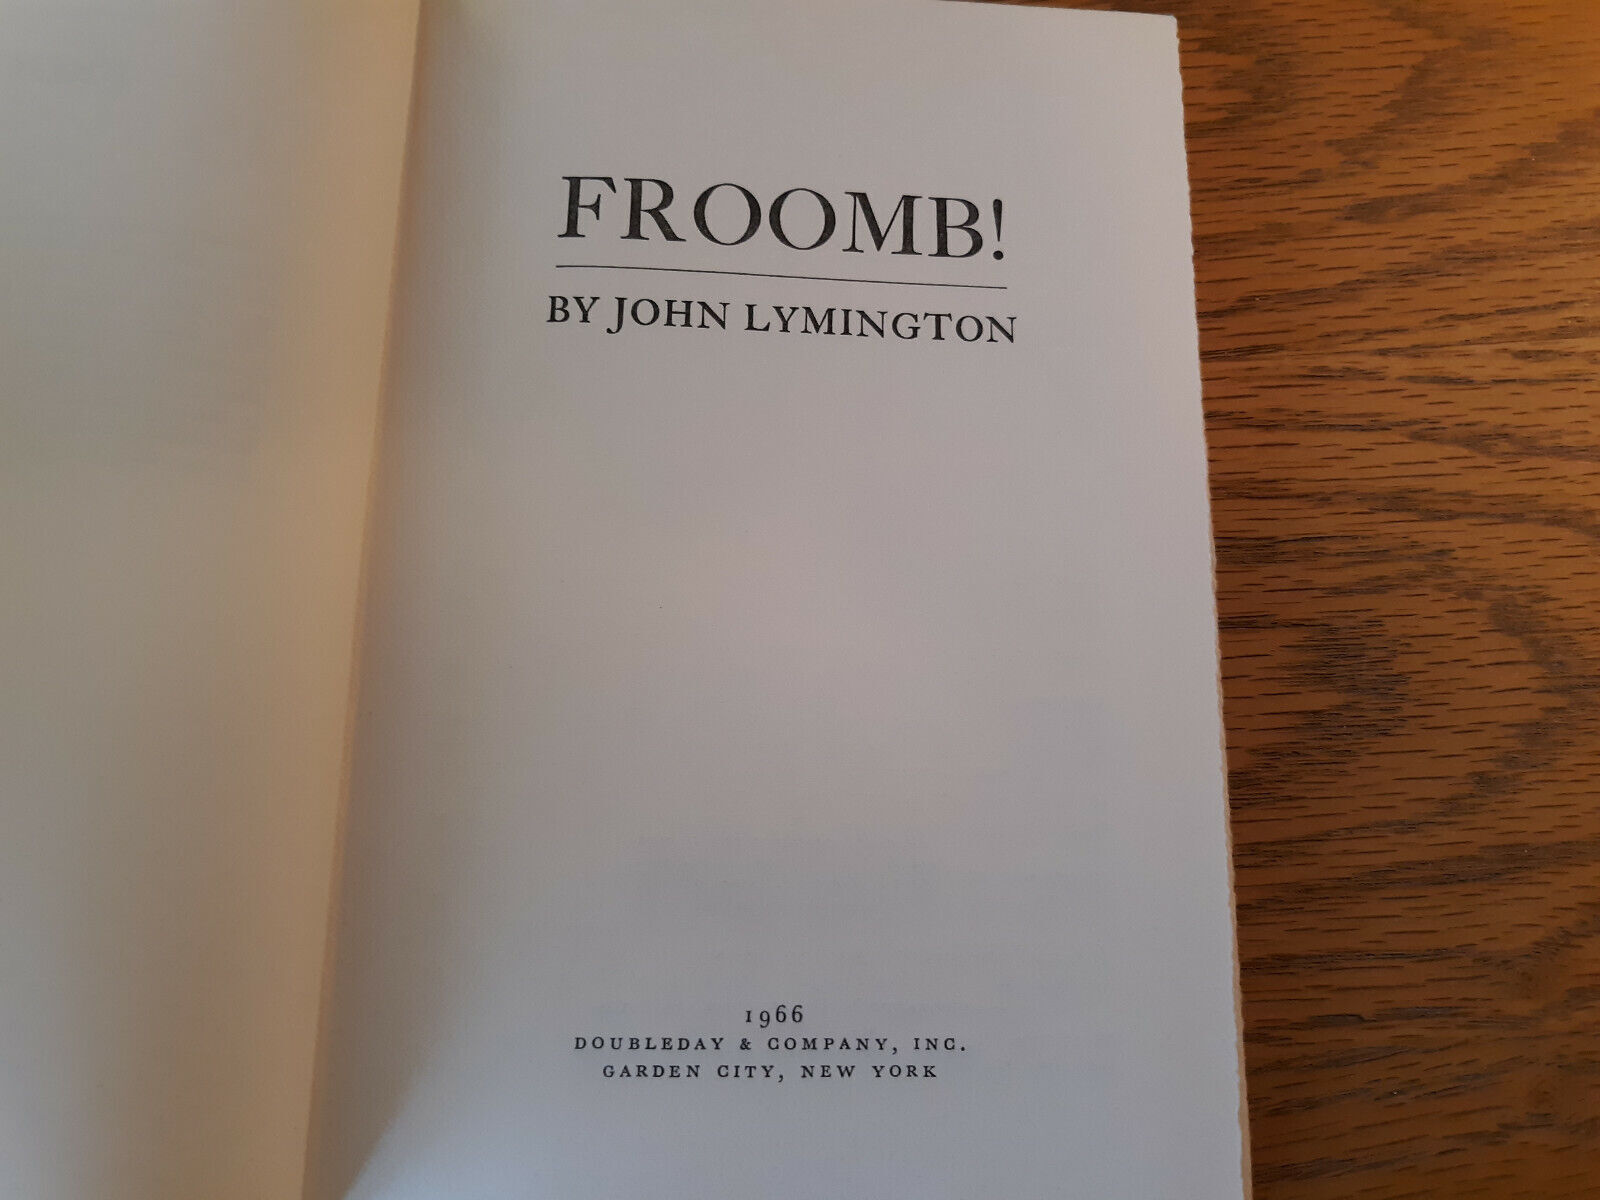 FROOMB!
BY JOHN LYMINGTON
1966
DOUBLEDAY & COMPANY, INC.
GARDEN CITY, NEW YORK